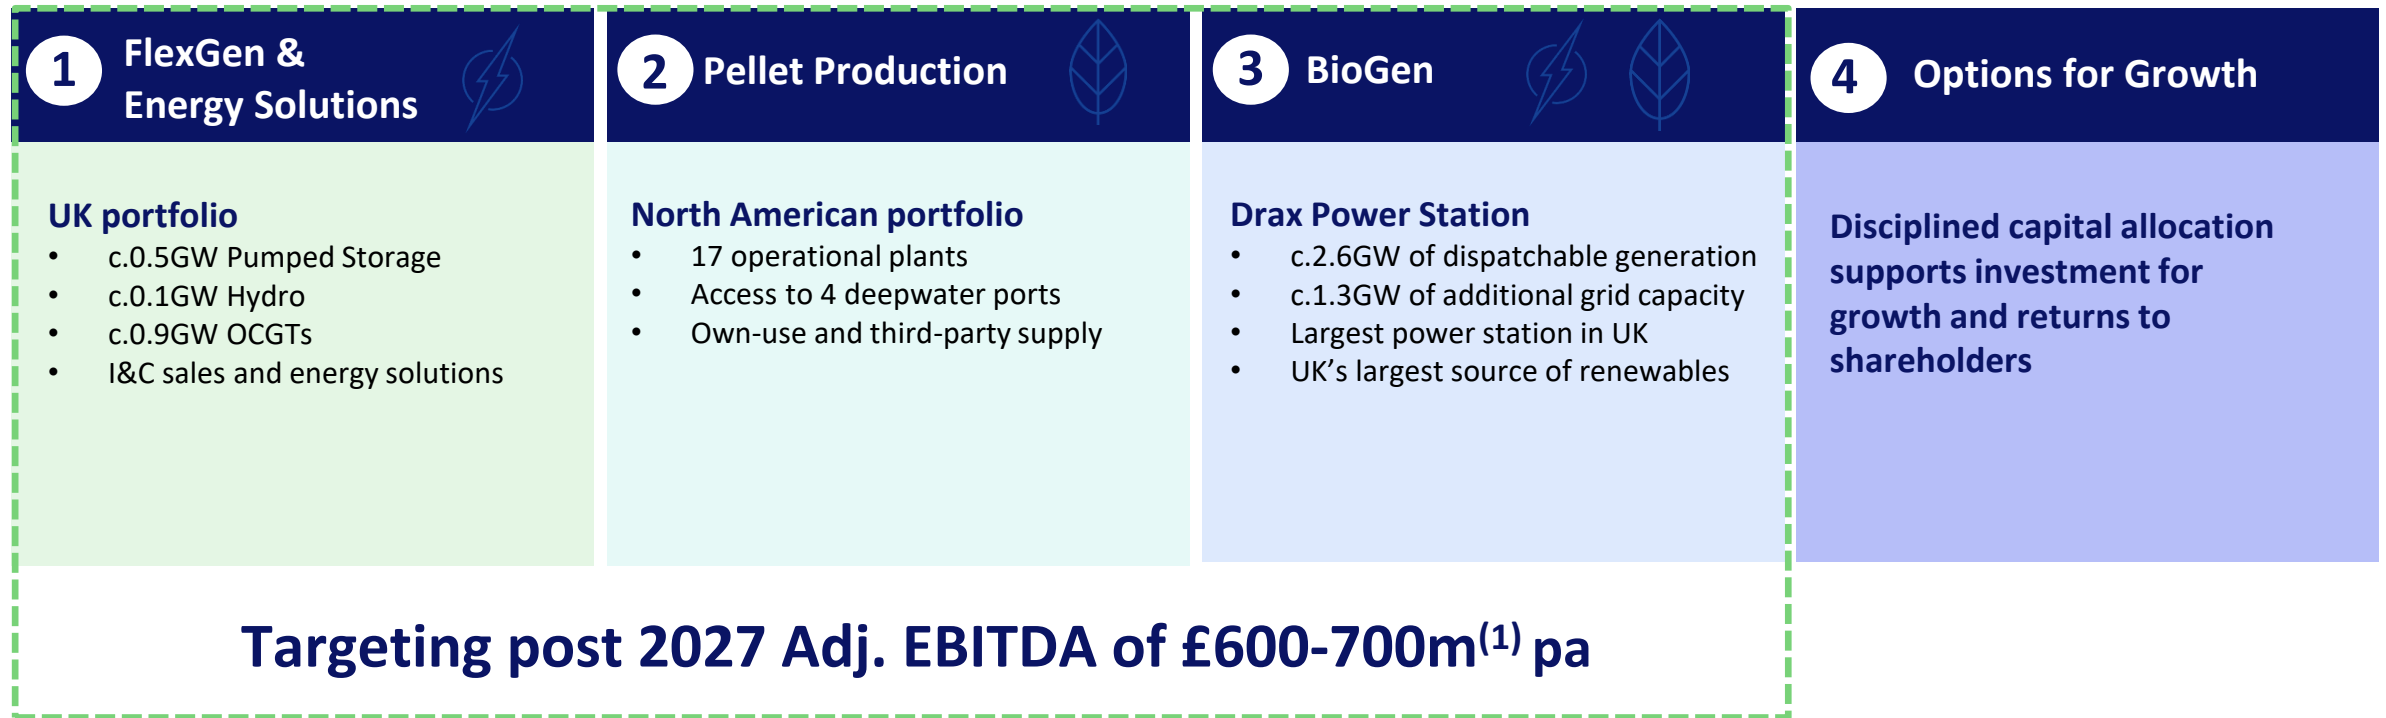 1
FlexGen &
Energy Solutions
UK portfolio
• c.0.5GW Pumped Storage
• c.0.1GW Hydro
• c.0.9GW OCGTs
• I&C sales and energy solutions
2
Pellet Production
North American portfolio
• 17 operational plants
• Access to 4 deepwater ports
• Own-use and third-party supply
3
BioGen
Drax Power Station
• c.2.6GW of dispatchable generation
• c.1.3GW of additional grid capacity
• Largest power station in UK
• UK’s largest source of renewables
4
Options for Growth
Disciplined capital allocation
supports investment for
growth and returns to
shareholders
Targeting post 2027 Adj. EBITDA of £600-700m(1) pa